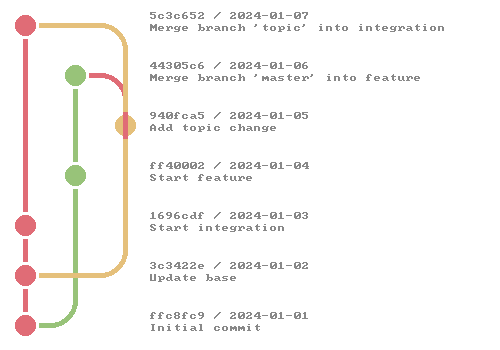 5c3c652 / 2024-01-07
Merge branch 'topic' into integration
44305c6 / 2024-01-06
Merge branch 'master' into feature
940fca5 / 2024-01-05
Add topic change
ff40002 / 2024-01-04
Start feature
1696cdf / 2024-01-03
Start integration
3c3422e / 2024-01-02
Update base
ffc8fc9 / 2024-01-01
Initial commit